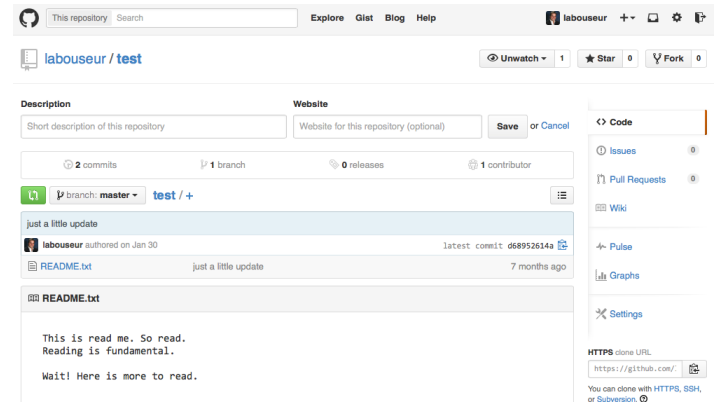 This repository Search Explore Gist Blog Help labouseur +
labouseur / test Unwatch 1 Star 0 Fork 0
Description Website
Short description of this repository Website for this repository (optional) Save or Cancel
<> Code
2 commits 1 branch 0 releases 1 contributor
Issues 0
Pull Requests 0
branch: master test / +
Wiki
just a little update
labouseur authored on Jan 30 latest commit d68952614a
Pulse
README.txt just a little update 7 months ago
Graphs
README.txt
Settings
This is read me. So read.
Reading is fundamental.
Wait! Here is more to read.
HTTPS clone URL
https://github.com/
You can clone with HTTPS, SSH,
or Subversion.